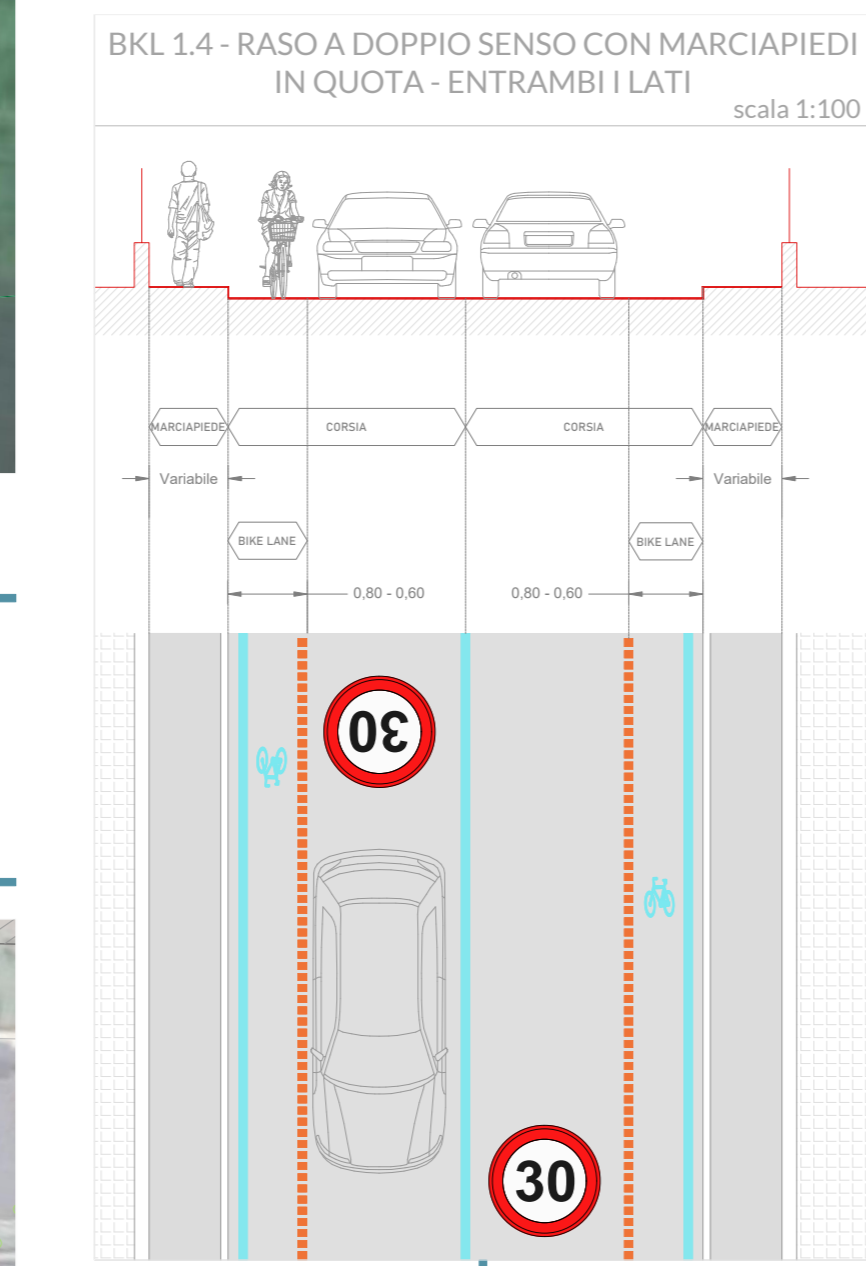 BKL 1.4 - RASO A DOPPIO SENSO CON MARCIAPIEDI
IN QUOTA - ENTRAMBI I LATI
scala 1:100
MARCIAPIEDE CORSIA CORSIA MARCIAPIEDE
Variabile Variabile
BIKE LANE BIKE LANE
0,80 - 0,60 0,80 - 0,60
30
30